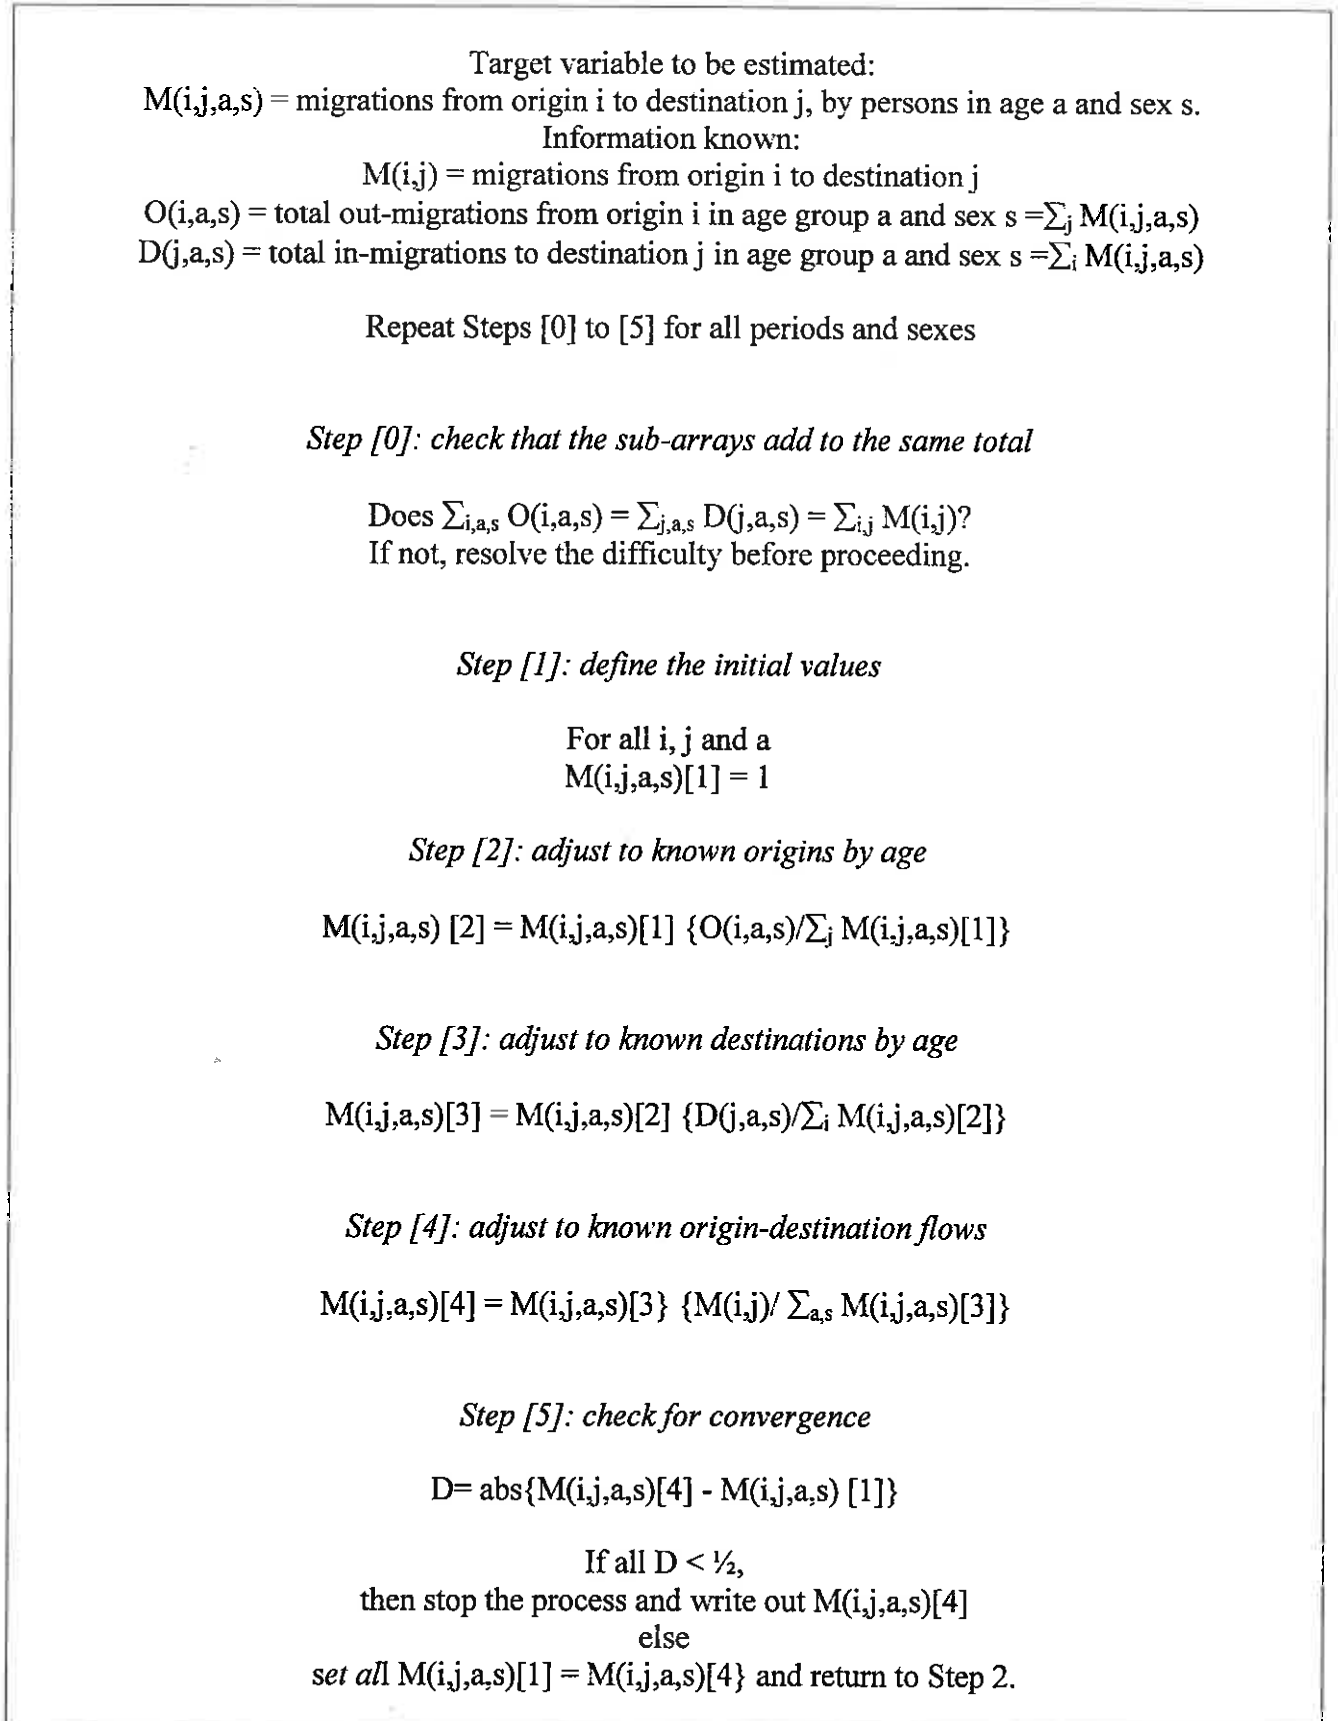 Target variable to be estimated:
M(i,j,a,s) = migrations from origin i to destination j, by persons in age a and sex s.
Information known:
M(i,j) = migrations from origin i to destination j
O(i,a,s) = total out-migrations from origin i in age group a and sex s =∑j M(i,j,a,s)
D(j,a,s) = total in-migrations to destination j in age group a and sex s =∑i M(i,j,a,s)
Repeat Steps [0] to [5] for all periods and sexes
Step [0]: check that the sub-arrays add to the same total
Does ∑i,a,s O(i,a,s) = ∑j,a,s D(j,a,s) = ∑i,j M(i,j)?
If not, resolve the difficulty before proceeding.
Step [1]: define the initial values
For all i, j and a
M(i,j,a,s)[1] = 1
Step [2]: adjust to known origins by age
M(i,j,a,s) [2] = M(i,j,a,s)[1] {O(i,a,s)/∑j M(i,j,a,s)[1]}
Step [3]: adjust to known destinations by age
M(i,j,a,s)[3] = M(i,j,a,s)[2] {D(j,a,s)/∑i M(i,j,a,s)[2]}
Step [4]: adjust to known origin-destination flows
M(i,j,a,s)[4] = M(i,j,a,s)[3} {M(i,j)/ ∑a,s M(i,j,a,s)[3]}
Step [5]: check for convergence
D= abs{M(i,j,a,s)[4] - M(i,j,a,s) [1]}
If all D < ½,
then stop the process and write out M(i,j,a,s)[4]
else
set all M(i,j,a,s)[1] = M(i,j,a,s)[4} and return to Step 2.